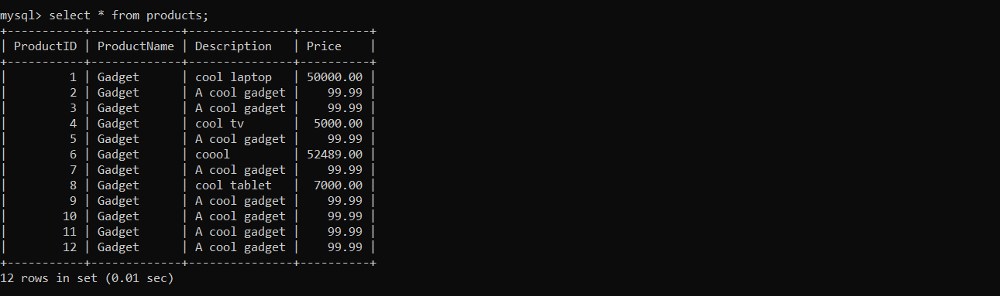 mysql> select * from products;
+-----------+-------------+---------------+----------+
| ProductID | ProductName | Description   | Price    |
+-----------+-------------+---------------+----------+
|         1 | Gadget      | cool laptop   | 50000.00 |
|         2 | Gadget      | A cool gadget |    99.99 |
|         3 | Gadget      | A cool gadget |    99.99 |
|         4 | Gadget      | cool tv       |  5000.00 |
|         5 | Gadget      | A cool gadget |    99.99 |
|         6 | Gadget      | coool         | 52489.00 |
|         7 | Gadget      | A cool gadget |    99.99 |
|         8 | Gadget      | cool tablet   |  7000.00 |
|         9 | Gadget      | A cool gadget |    99.99 |
|        10 | Gadget      | A cool gadget |    99.99 |
|        11 | Gadget      | A cool gadget |    99.99 |
|        12 | Gadget      | A cool gadget |    99.99 |
+-----------+-------------+---------------+----------+
12 rows in set (0.01 sec)